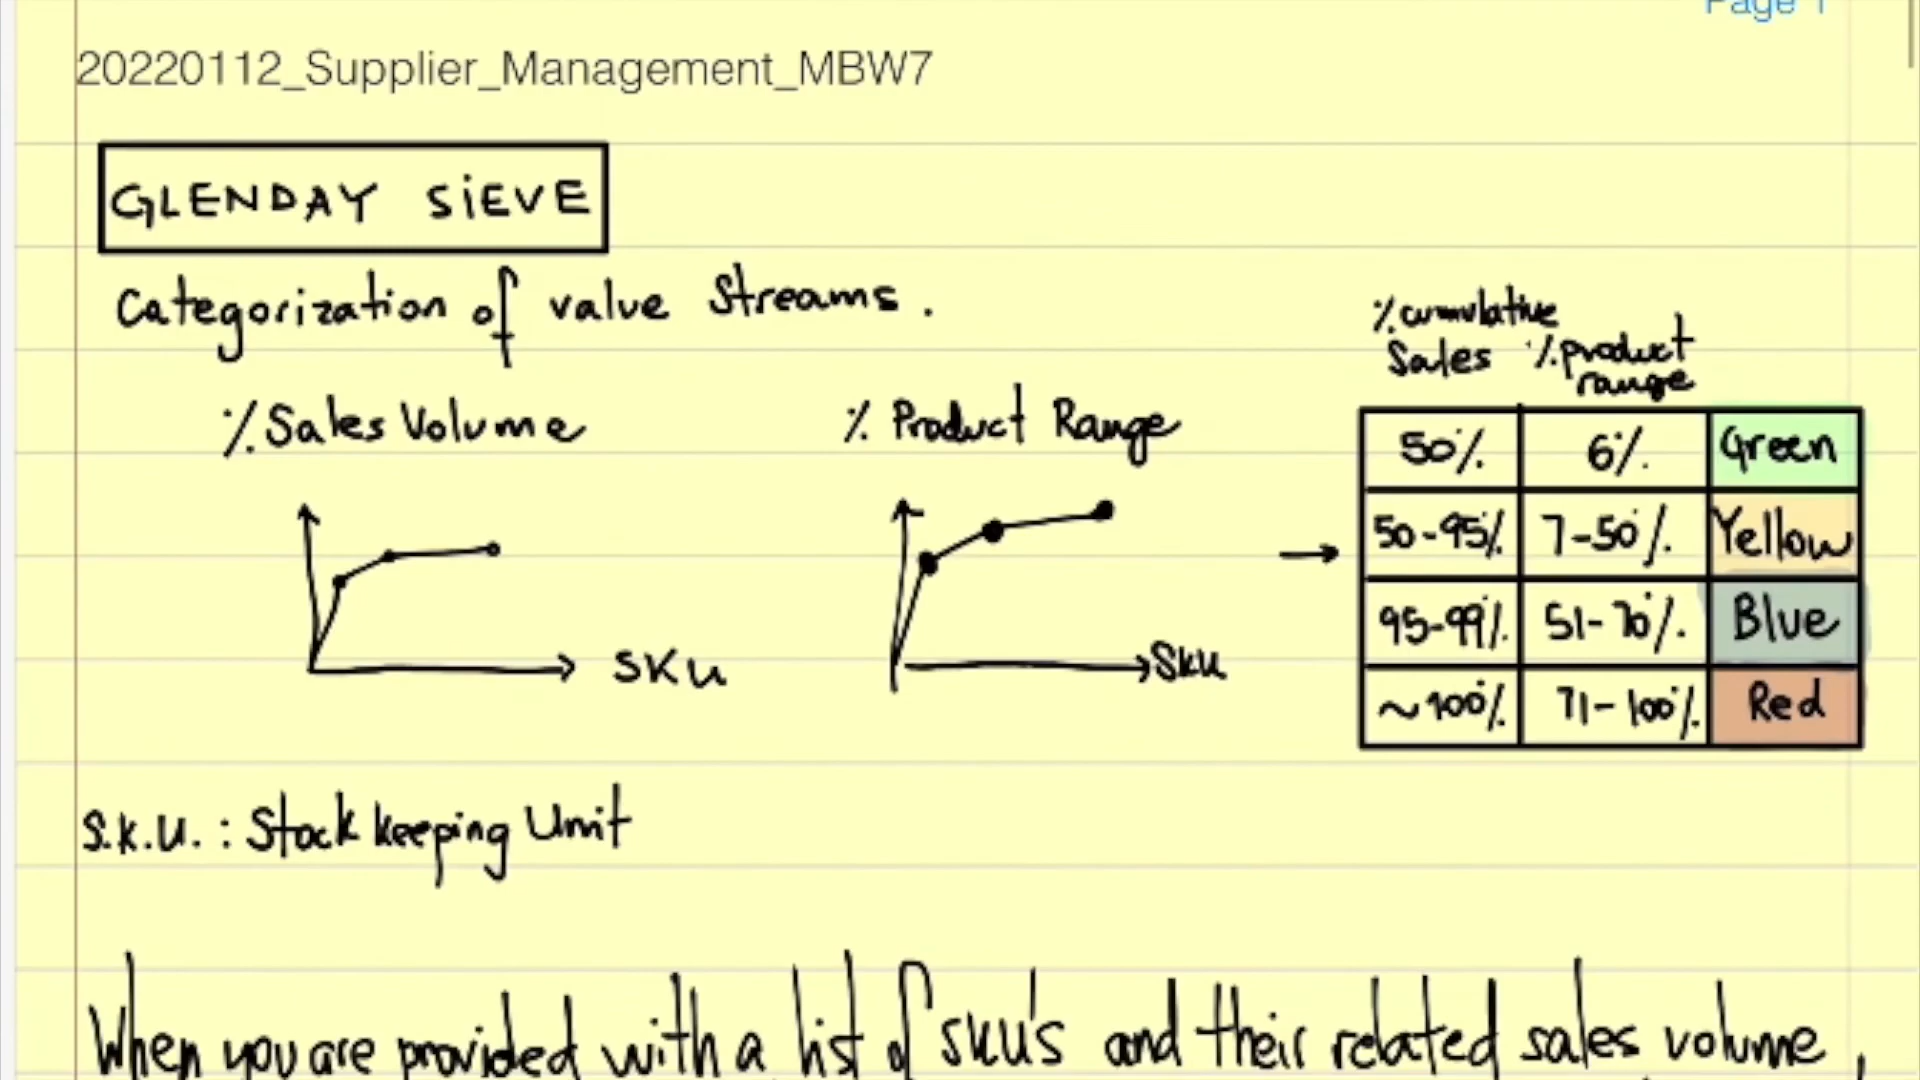 Page 1
20220112_Supplier_Management_MBW7
GLENDAY SiEVE
Categorization of value Streams.
% Sales Volume
SKU
% Product Range
SKU
% cumulative Sales % product range
50% 6% Green
50-95% 7-50% Yellow
95-99% 51-70% Blue
~100% 71-100% Red
S.K.U. : Stock keeping Unit
When you are provided with a list of SKU's and their related sales volume,